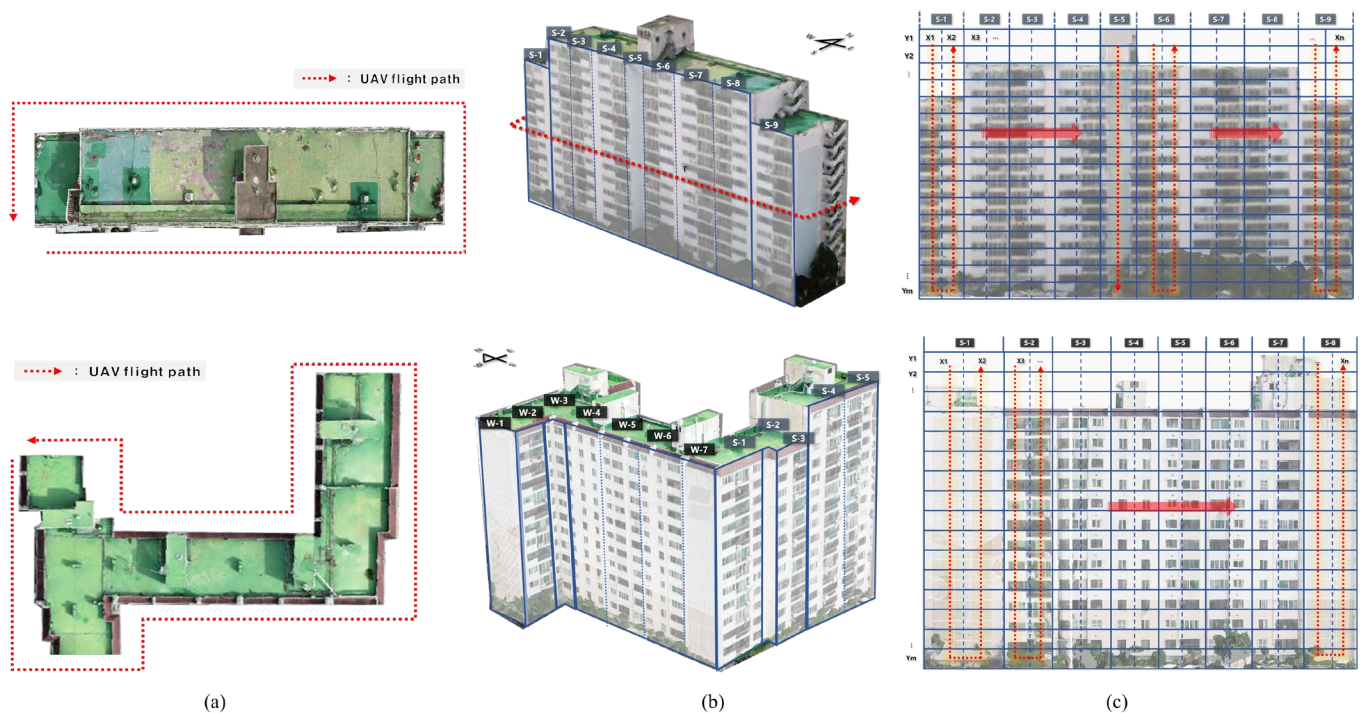 : UAV flight path
S-1
S-2
S-3
S-4
S-5
S-6
S-7
S-8
S-9
W
N
S
E
S-1
S-2
S-3
S-4
S-5
S-6
S-7
S-8
S-9
Y1
X1
X2
X3
...
...
Xn
Y2
⋮
⋮
Ym
: UAV flight path
W-1
W-2
W-3
W-4
W-5
W-6
W-7
S-1
S-2
S-3
S-4
S-5
S-1
S-2
S-3
S-4
S-5
S-6
S-7
S-8
Y1
X1
X2
X3
...
...
Xn
Y2
⋮
⋮
Ym
(a)
(b)
(c)